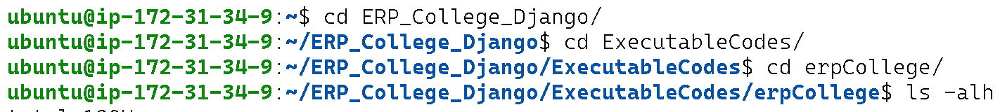 ubuntu@ip-172-31-34-9:~$ cd ERP_College_Django/
ubuntu@ip-172-31-34-9:~/ERP_College_Django$ cd ExecutableCodes/
ubuntu@ip-172-31-34-9:~/ERP_College_Django/ExecutableCodes$ cd erpCollege/
ubuntu@ip-172-31-34-9:~/ERP_College_Django/ExecutableCodes/erpCollege$ ls -alh